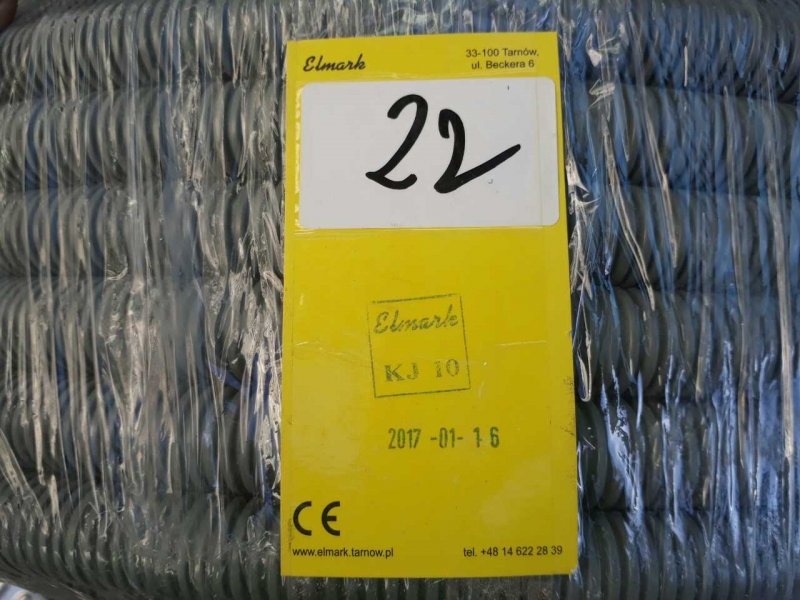 Elmark
33-100 Tarnów,
ul. Beckera 6
22
Elmark
KJ 10
2017 -01- 16
CE
www.elmark.tarnow.pl
tel. +48 14 622 28 39